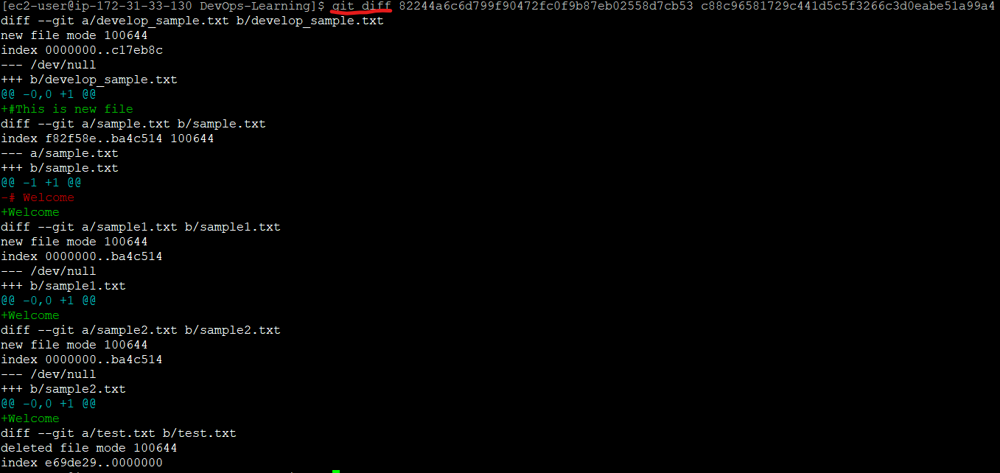 [ec2-user@ip-172-31-33-130 DevOps-Learning]$ git diff 82244a6c6d799f90472fc0f9b87eb02558d7cb53 c88c96581729c441d5c5f3266c3d0eabe51a99a4
diff --git a/develop_sample.txt b/develop_sample.txt
new file mode 100644
index 0000000..c17eb8c
--- /dev/null
+++ b/develop_sample.txt
@@ -0,0 +1 @@
+#This is new file
diff --git a/sample.txt b/sample.txt
index f82f58e..ba4c514 100644
--- a/sample.txt
+++ b/sample.txt
@@ -1 +1 @@
-# Welcome
+Welcome
diff --git a/sample1.txt b/sample1.txt
new file mode 100644
index 0000000..ba4c514
--- /dev/null
+++ b/sample1.txt
@@ -0,0 +1 @@
+Welcome
diff --git a/sample2.txt b/sample2.txt
new file mode 100644
index 0000000..ba4c514
--- /dev/null
+++ b/sample2.txt
@@ -0,0 +1 @@
+Welcome
diff --git a/test.txt b/test.txt
deleted file mode 100644
index e69de29..0000000